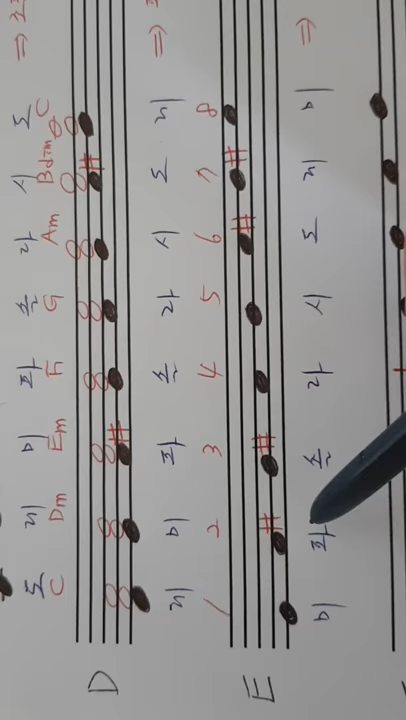 도 레 미 파 솔 라 시 도 ⇒
C Dm Em F G Am Bdim C
D # #
레 미 파 솔 라 시 도 레 ⇒
1 2 3 4 5 6 7 8
E # # # #
미 파 솔 라 시 도 레 미 ⇒